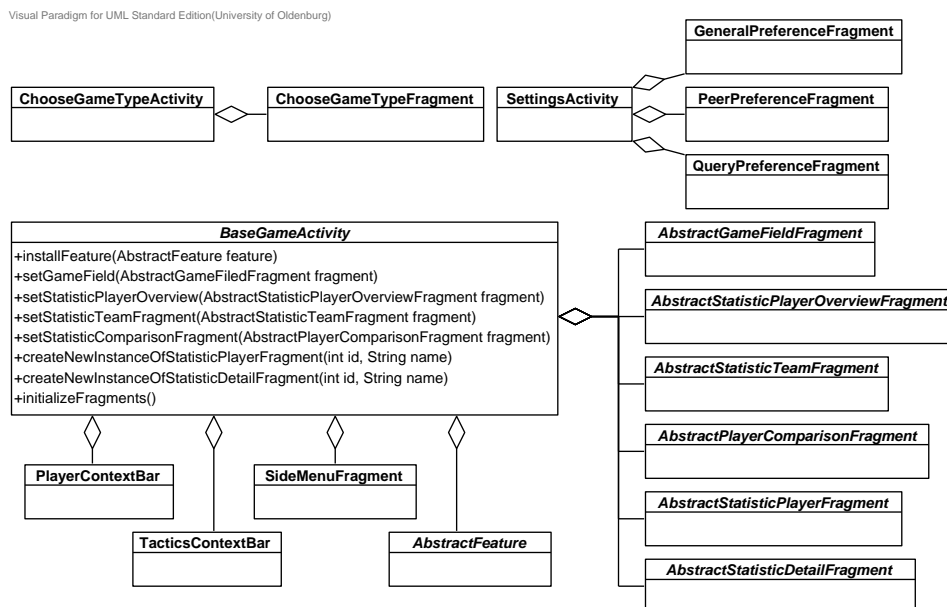 Visual Paradigm for UML Standard Edition(University of Oldenburg)
GeneralPreferenceFragment
ChooseGameTypeActivity
ChooseGameTypeFragment
SettingsActivity
PeerPreferenceFragment
QueryPreferenceFragment
BaseGameActivity
+installFeature(AbstractFeature feature)
+setGameField(AbstractGameFiledFragment fragment)
+setStatisticPlayerOverview(AbstractStatisticPlayerOverviewFragment fragment)
+setStatisticTeamFragment(AbstractStatisticTeamFragment fragment)
+setStatisticComparisonFragment(AbstractPlayerComparisonFragment fragment)
+createNewInstanceOfStatisticPlayerFragment(int id, String name)
+createNewInstanceOfStatisticDetailFragment(int id, String name)
+initializeFragments()
AbstractGameFieldFragment
AbstractStatisticPlayerOverviewFragment
AbstractStatisticTeamFragment
AbstractPlayerComparisonFragment
AbstractStatisticPlayerFragment
AbstractStatisticDetailFragment
PlayerContextBar
SideMenuFragment
TacticsContextBar
AbstractFeature